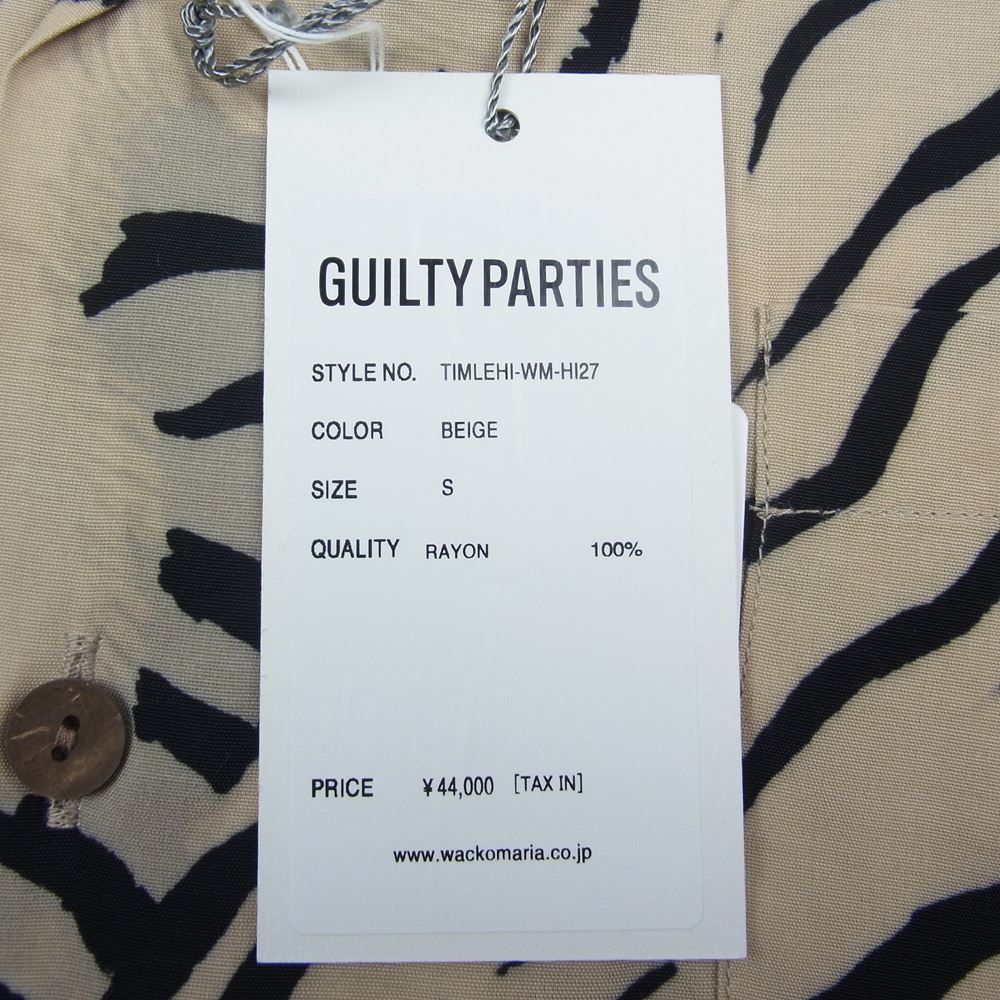 GUILTY PARTIES
STYLE NO. TIMLEHI-WM-HI27
COLOR BEIGE
SIZE S
QUALITY RAYON 100%
PRICE ¥44,000 [TAX IN]
www.wackomaria.co.jp